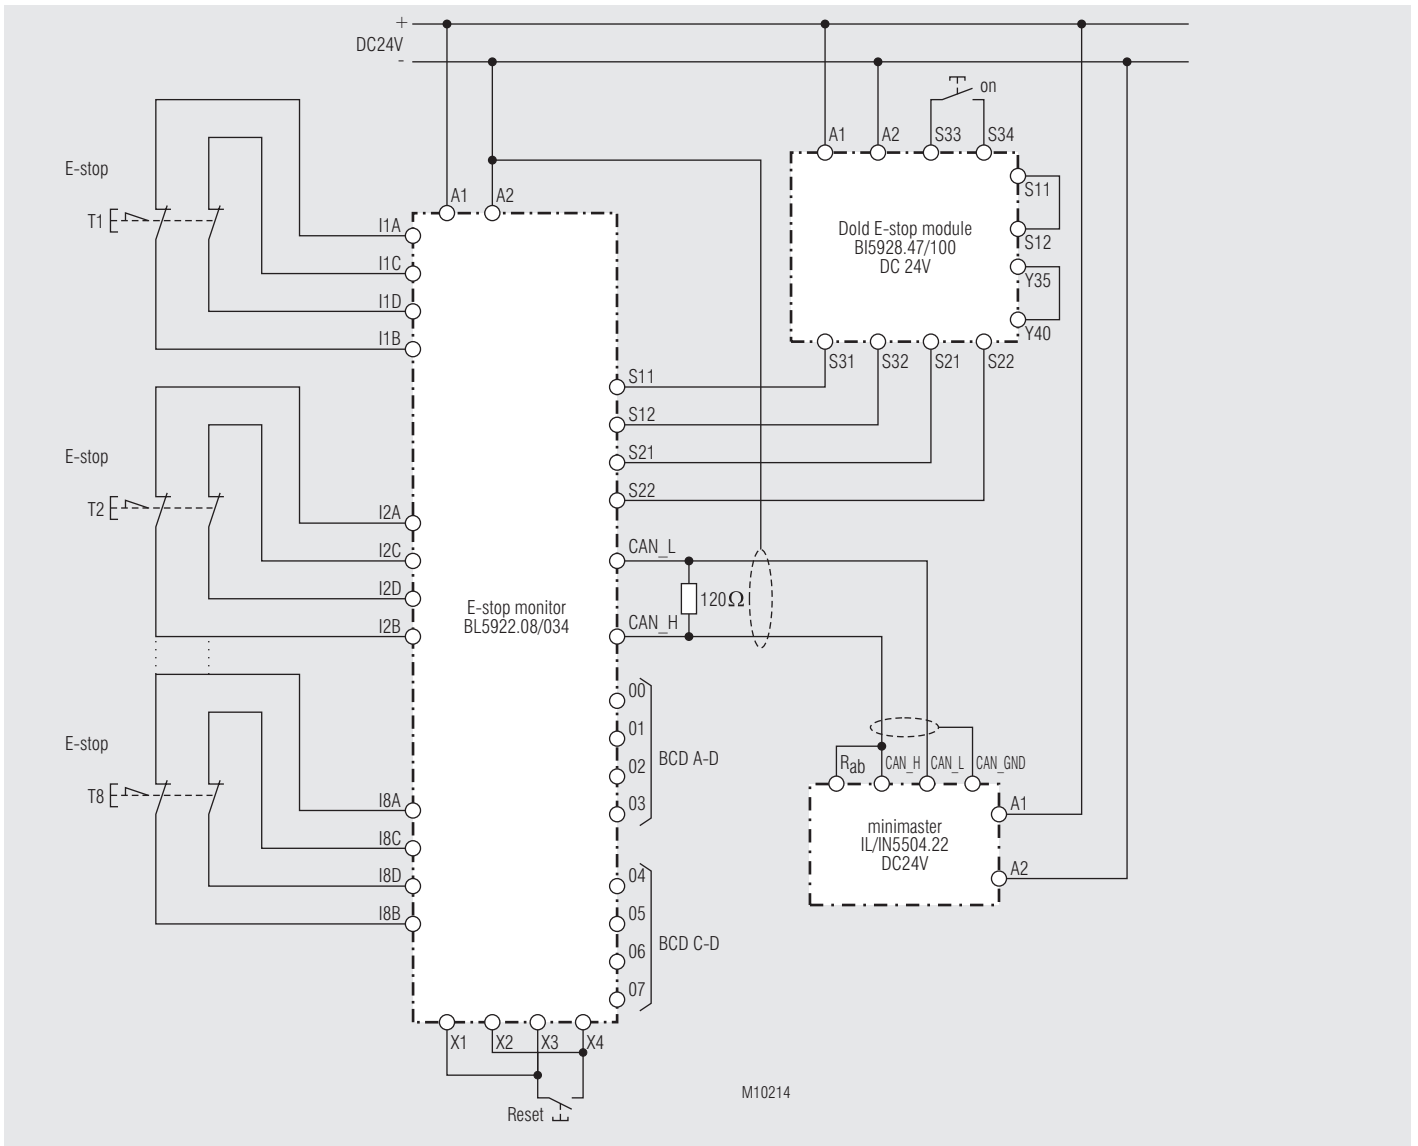 +
DC24V
-
on
A1
A2
S33
S34
E-stop
T1
A1
A2
S11
S12
Y35
Y40
Dold E-stop module
BI5928.47/100
DC 24V
I1A
I1C
I1D
I1B
S31
S32
S21
S22
S11
S12
S21
S22
E-stop
T2
I2A
I2C
I2D
I2B
CAN_L
120Ω
CAN_H
E-stop monitor
BL5922.08/034
00
01
02
03
BCD A-D
E-stop
T8
I8A
I8C
I8D
I8B
Rab
CAN_H
CAN_L
CAN_GND
A1
A2
minimaster
IL/IN5504.22
DC24V
04
05
06
07
BCD C-D
X1
X2
X3
X4
Reset
M10214